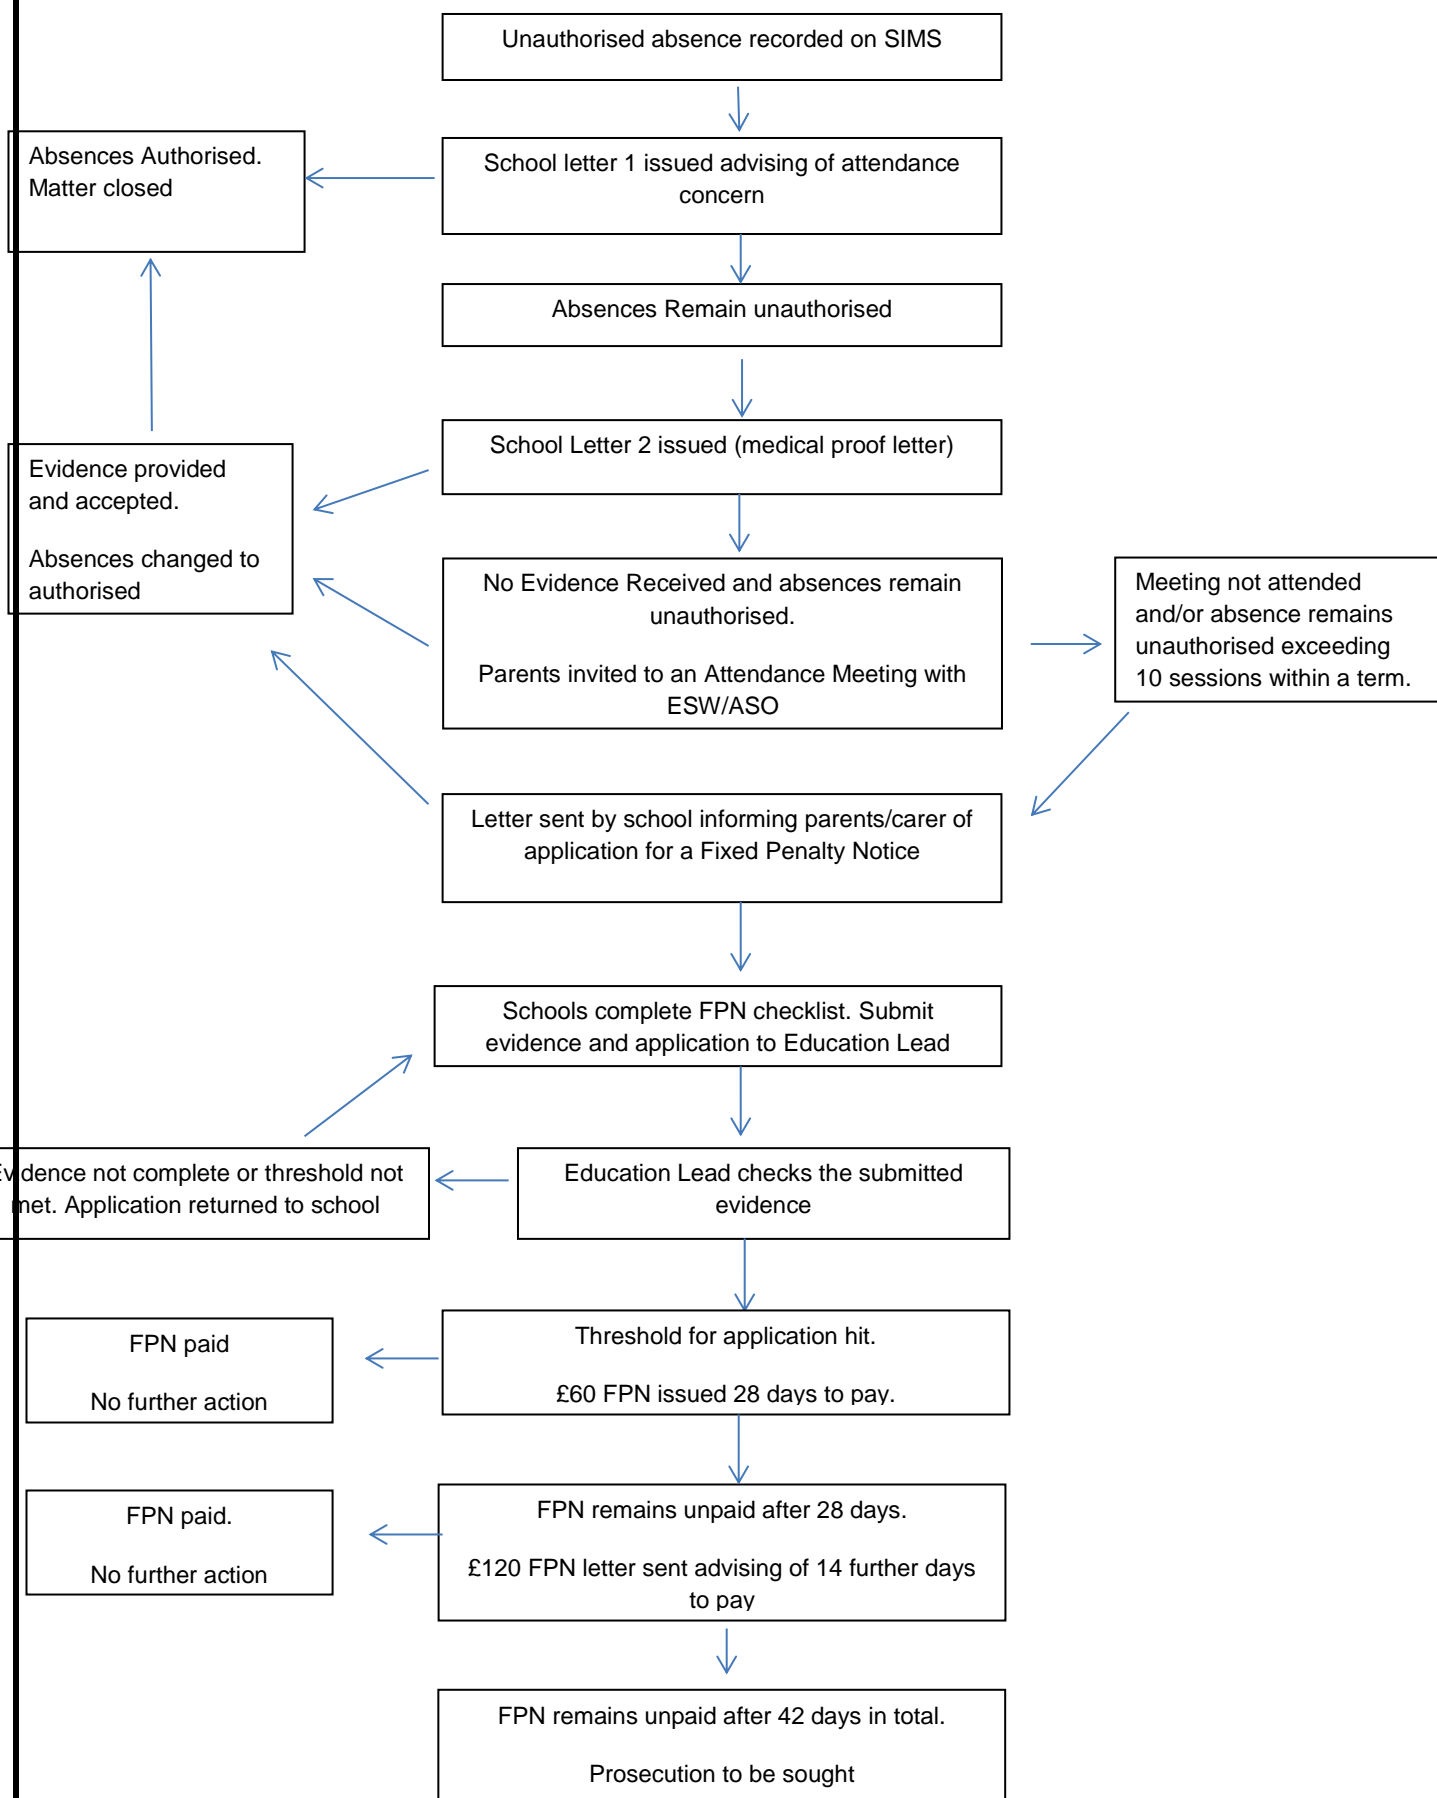 Unauthorised absence recorded on SIMS
Absences Authorised.
Matter closed
School letter 1 issued advising of attendance
concern
Absences Remain unauthorised
School Letter 2 issued (medical proof letter)
Evidence provided
and accepted.
Absences changed to
authorised
No Evidence Received and absences remain
unauthorised.
Parents invited to an Attendance Meeting with
ESW/ASO
Meeting not attended
and/or absence remains
unauthorised exceeding
10 sessions within a term.
Letter sent by school informing parents/carer of
application for a Fixed Penalty Notice
Schools complete FPN checklist. Submit
evidence and application to Education Lead
Evidence not complete or threshold not
met. Application returned to school
Education Lead checks the submitted
evidence
Threshold for application hit.
£60 FPN issued 28 days to pay.
FPN paid
No further action
FPN remains unpaid after 28 days.
£120 FPN letter sent advising of 14 further days
to pay
FPN paid.
No further action
FPN remains unpaid after 42 days in total.
Prosecution to be sought